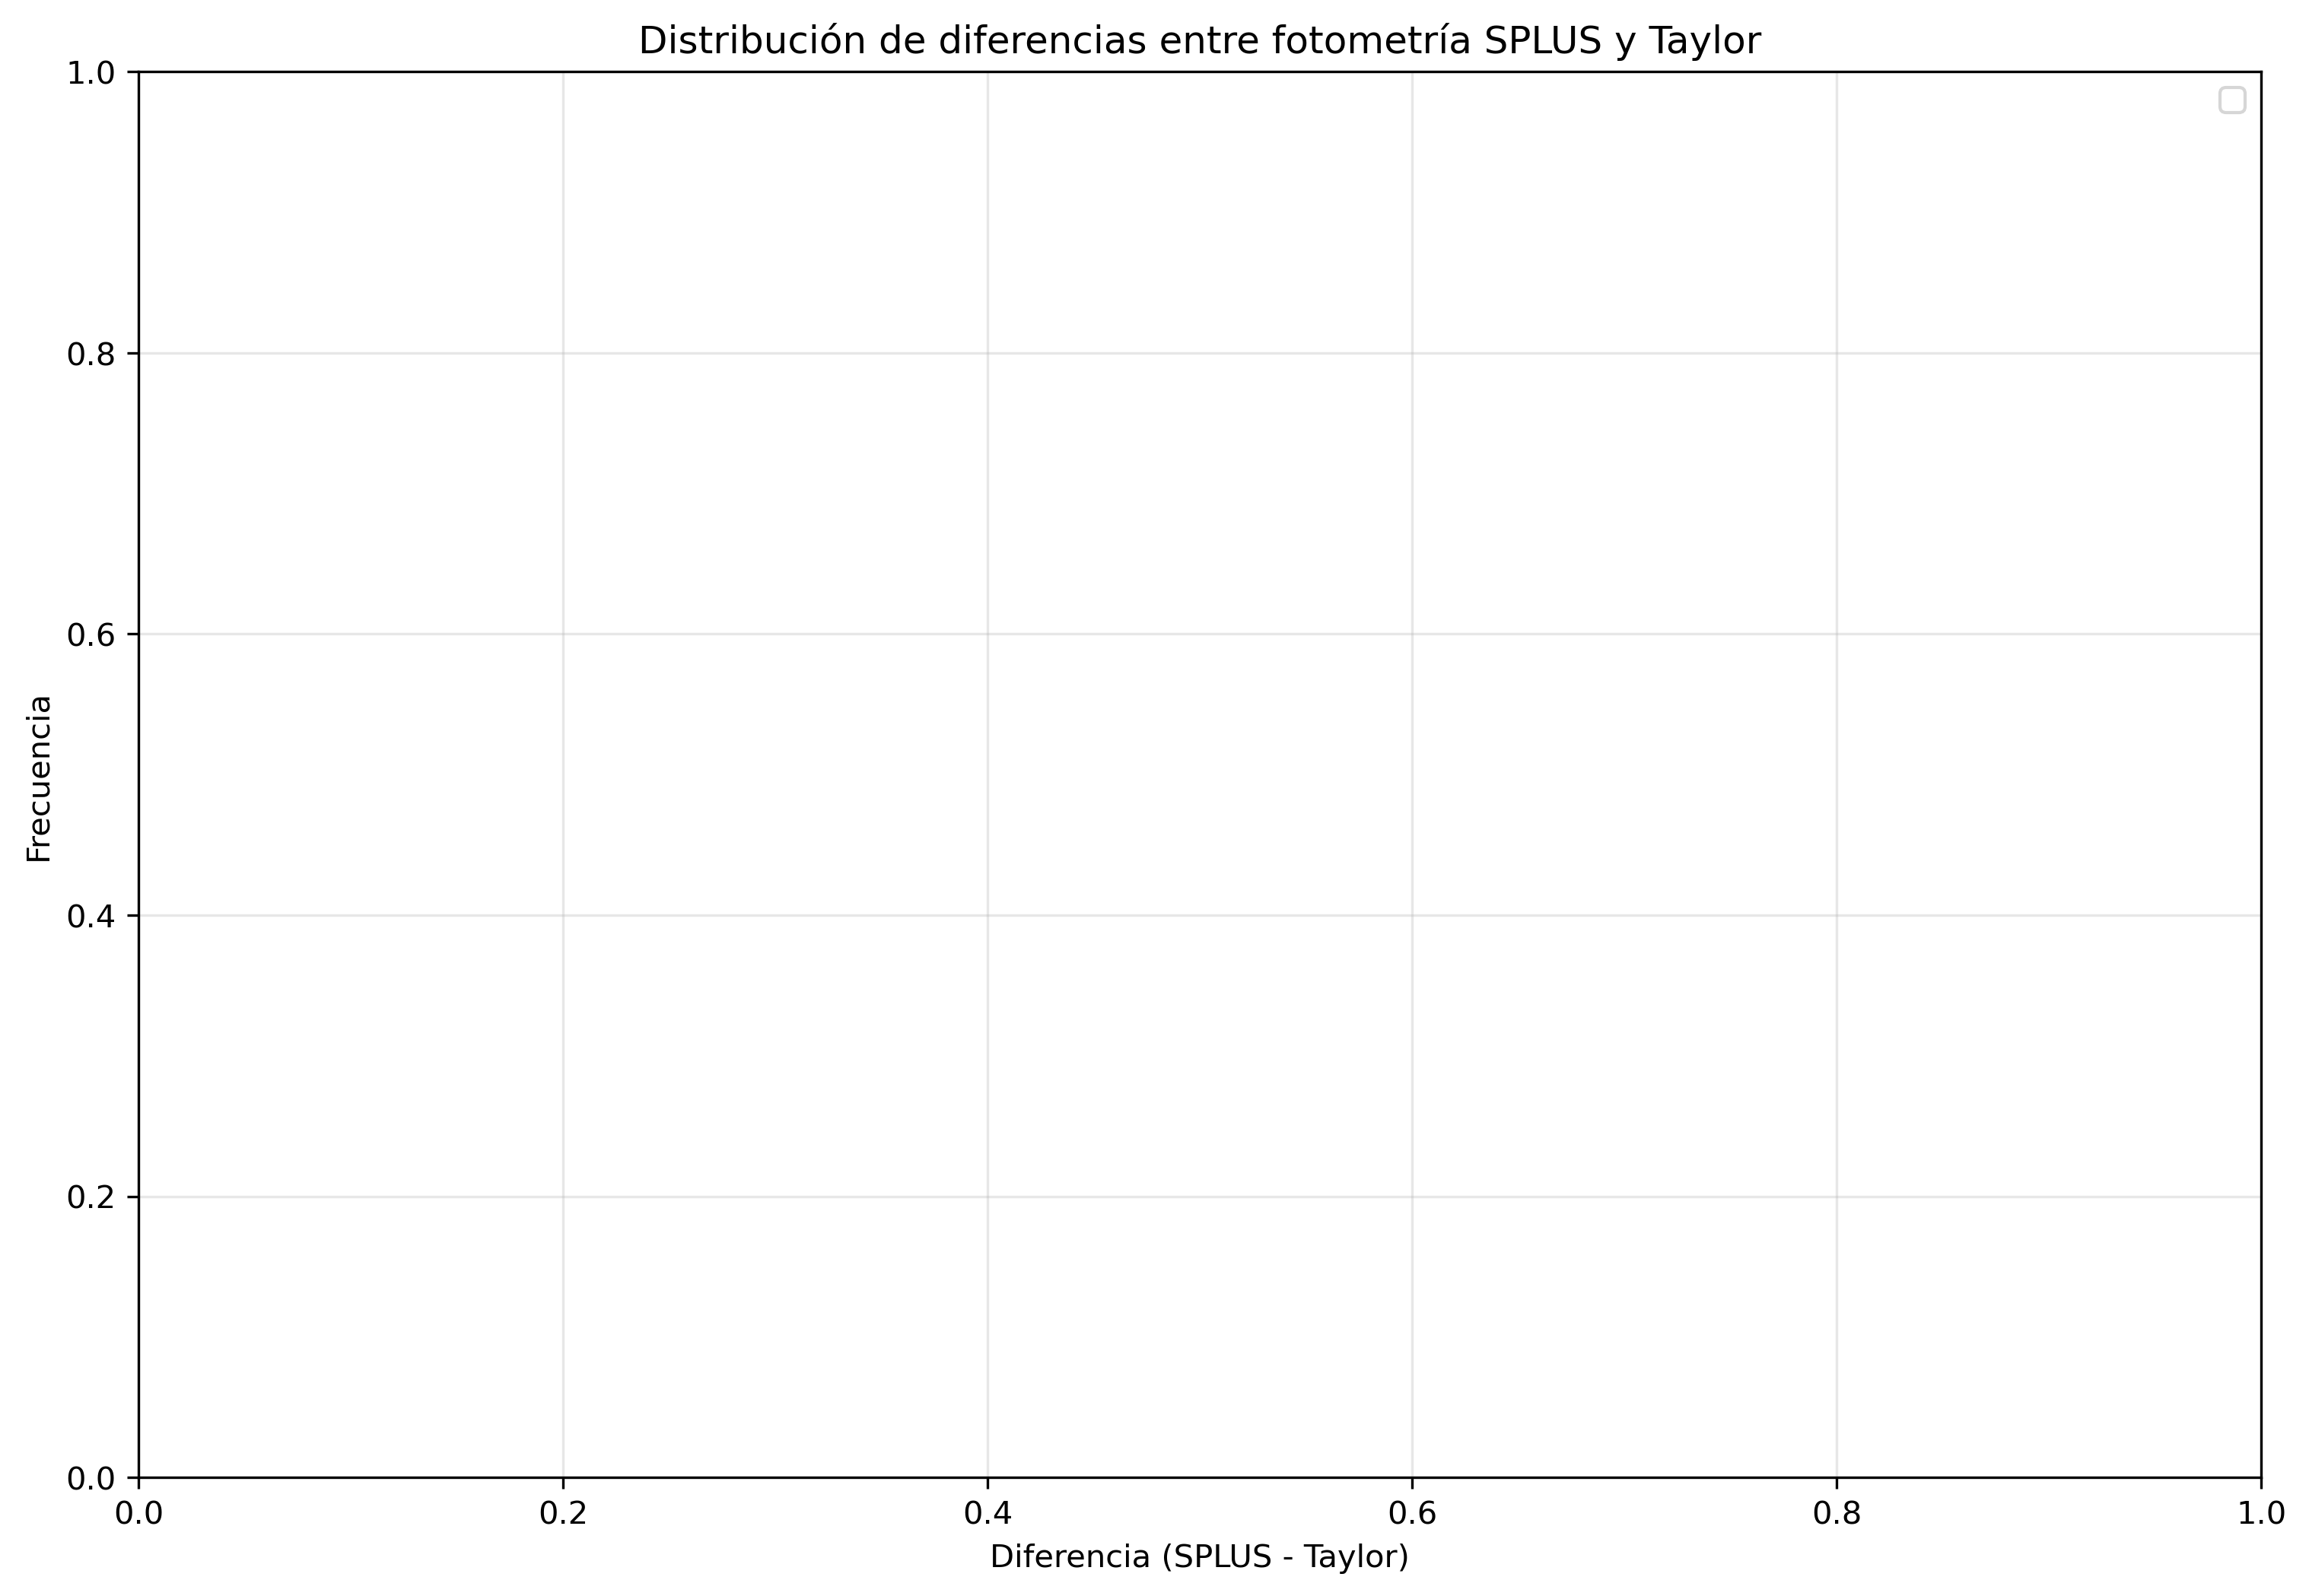 Distribución de diferencias entre fotometría SPLUS y Taylor
1.0
0.8
0.6
0.4
0.2
0.0
Frecuencia
0.0 0.2 0.4 0.6 0.8 1.0
Diferencia (SPLUS - Taylor)